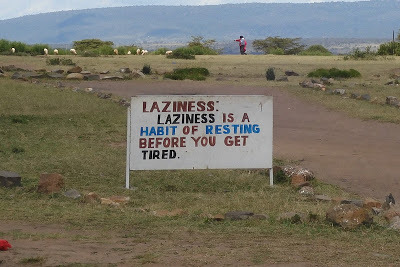 LAZINESS:
LAZINESS IS A
HABIT OF RESTING
BEFORE YOU GET
TIRED.